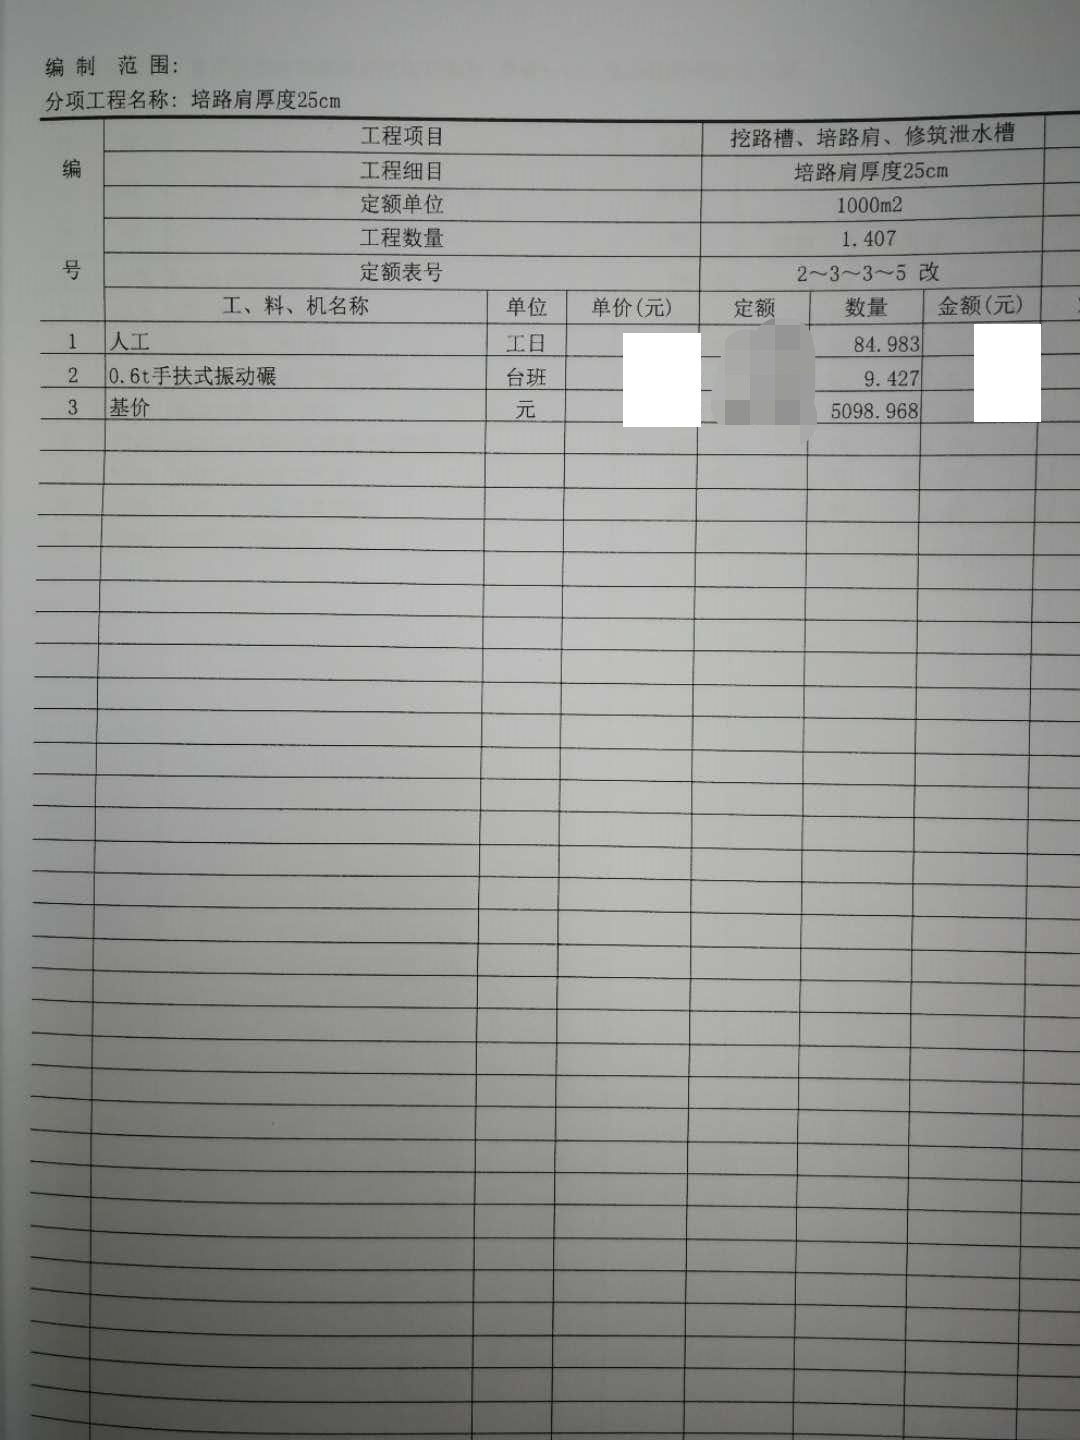 编 制 范 围:
分项工程名称: 培路肩厚度25cm
编 号
工程项目 挖路槽、培路肩、修筑泄水槽
工程细目 培路肩厚度25cm
定额单位 1000m2
工程数量 1.407
定额表号 2～3～3～5 改
工、料、机名称 单位 单价(元) 定额 数量 金额(元)
1 人工 工日 84.983
2 0.6t手扶式振动碾 台班 9.427
3 基价 元 5098.968